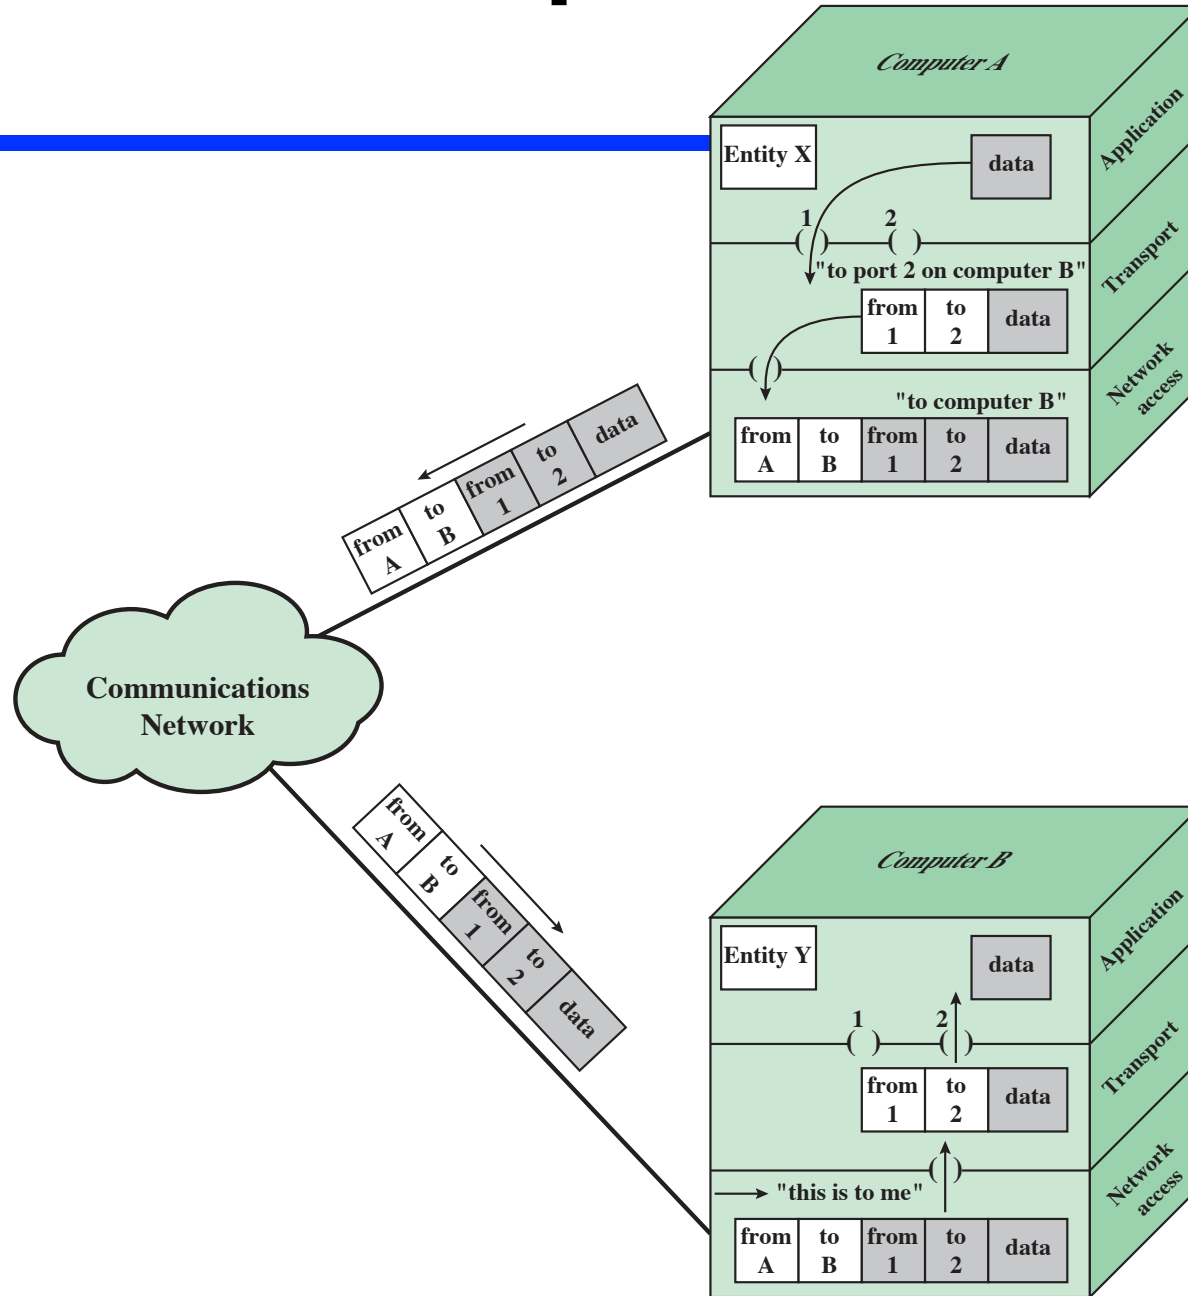 Computer A
Entity X
data
Application
1
2
"to port 2 on computer B"
from 1
to 2
data
Transport
"to computer B"
from A
to B
from 1
to 2
data
Network access
from A
to B
from 1
to 2
data
Communications
Network
from A
to B
from 1
to 2
data
Computer B
Entity Y
data
Application
1
2
from 1
to 2
data
Transport
"this is to me"
from A
to B
from 1
to 2
data
Network access